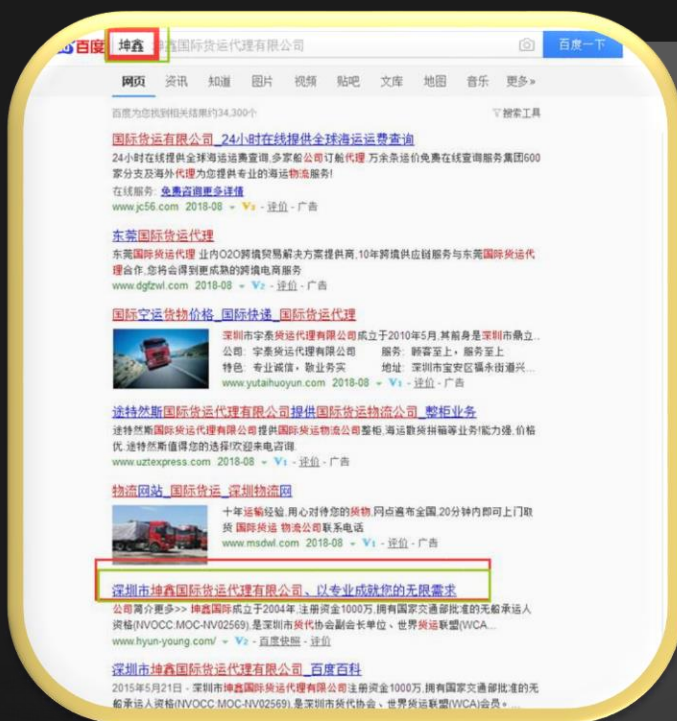 百度 坤鑫 坤鑫国际货运代理有限公司 百度一下
网页 资讯 知道 图片 视频 贴吧 文库 地图 音乐 更多»
百度为您找到相关结果约34,300个 搜索工具
国际货运有限公司_24小时在线提供全球海运运费查询
24小时在线提供全球海运运费查询,多家船公司订舱代理,万余条运价免费在线查询服务集团600
家分支及海外代理为您提供专业的海运物流服务!
在线服务: 免费咨询更多详情
www.jc56.com 2018-08 V2 - 评价 - 广告
东莞国际货运代理
东莞国际货运代理 业内O2O跨境贸易解决方案提供商,10年跨境供应链服务与东莞国际货运代
理合作,您将会得到更成熟的跨境电商服务
www.dgfzwl.com 2018-08 V2 - 评价 - 广告
国际空运货物价格_国际快递_国际货运代理
深圳市宇泰货运代理有限公司成立于2010年5月,其前身是深圳市鼎立...
公司: 宇泰货运代理有限公司 服务: 顾客至上,服务至上
特色: 专业诚信,敬业务实 地址: 深圳市宝安区福永街道兴...
www.yutaihuoyun.com 2018-08 V1 - 评价 - 广告
途特然斯国际货运代理有限公司提供国际货运物流公司_整柜业务
途特然斯国际货运代理有限公司提供国际货运物流公司整柜,海运散货拼箱等业务!能力强,价格
优.途特然斯值得您的选择!欢迎来电咨询.
www.uztexpress.com 2018-08 V1 - 评价 - 广告
物流网站_国际货运_深圳物流网
十年运输经验,用心对待您的货物,网点遍布全国,20分钟内即可上门取
货 国际货运 物流公司联系电话
www.msdwl.com 2018-08 V1 - 评价 - 广告
深圳市坤鑫国际货运代理有限公司、以专业成就您的无限需求
公司简介更多>> 坤鑫国际成立于2004年,注册资金1000万,拥有国家交通部批准的无船承运人
资格(NVOCC:MOC-NV02569),是深圳市货代协会副会长单位、世界货运联盟(WCA...
www.hyun-young.com/ V2 - 百度快照 - 评价
深圳市坤鑫国际货运代理有限公司_百度百科
2015年5月21日 - 深圳市坤鑫国际货运代理有限公司注册资金1000万,拥有国家交通部批准的无
船承运人资格(NVOCC:MOC-NV02569),是深圳市货代协会、世界货运联盟(WCA)会员。...